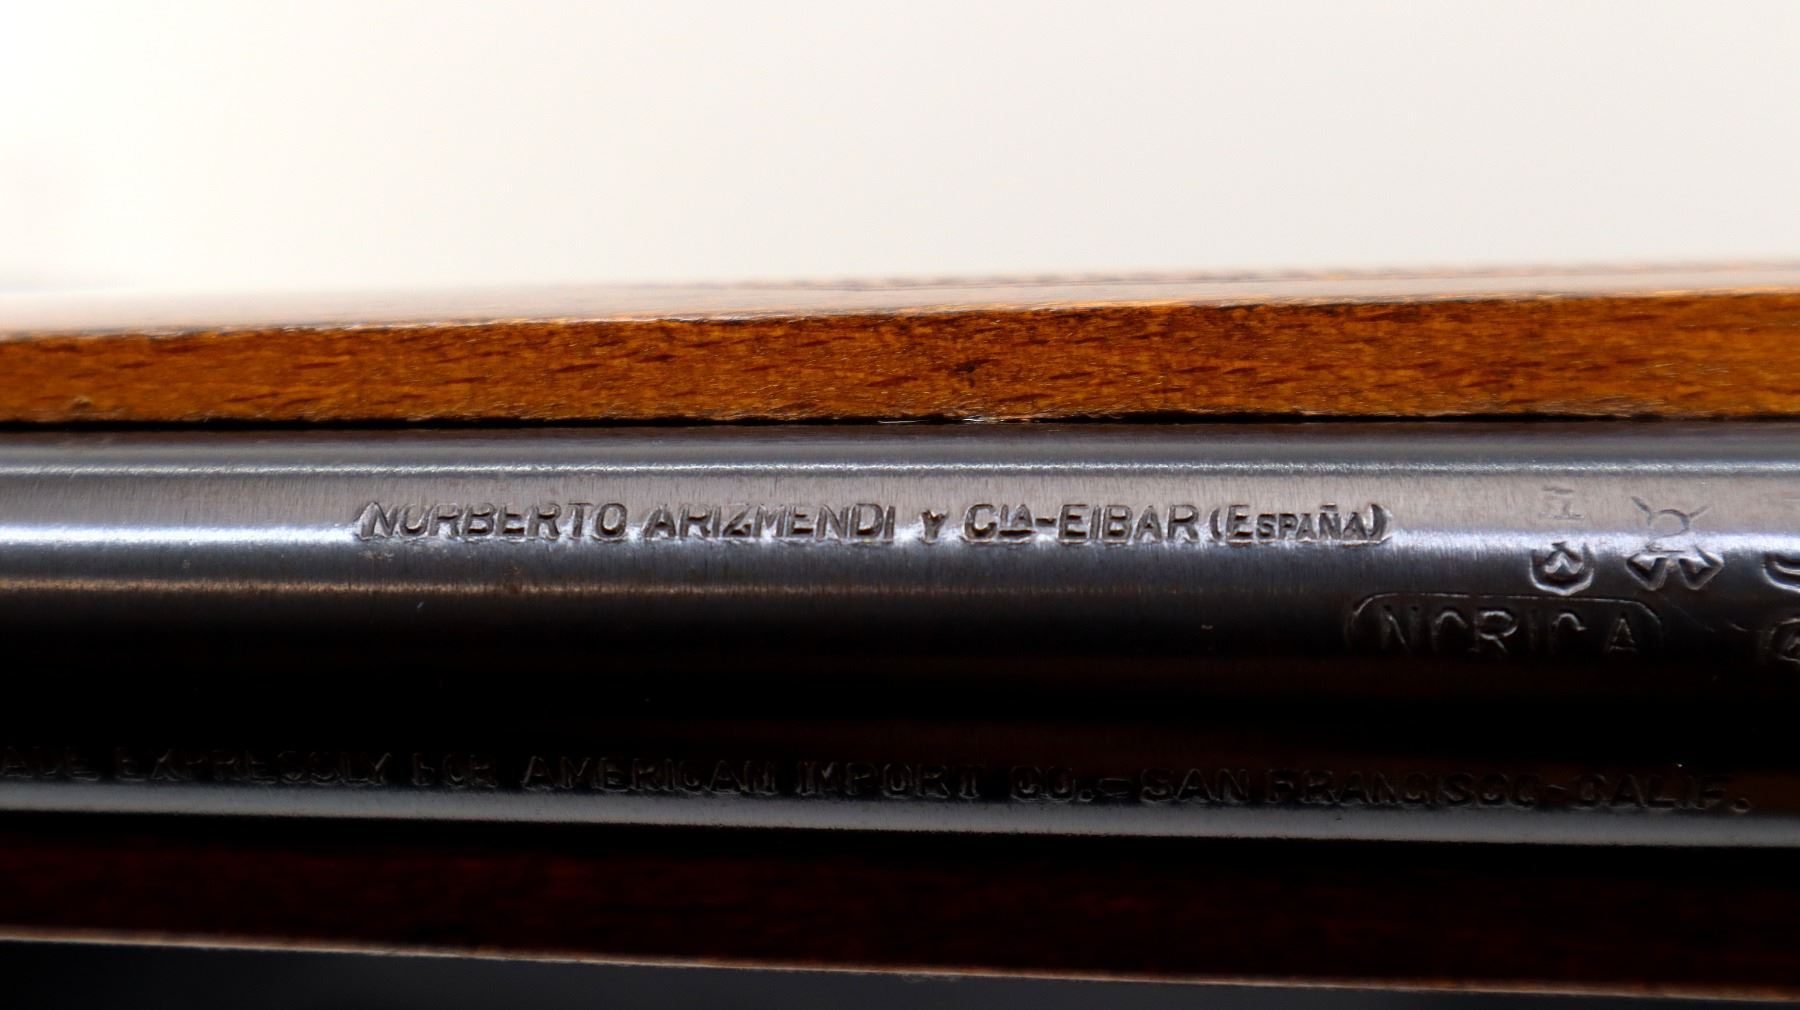 NORBERTO ARIZMENDI Y CIA-EIBAR (ESPAÑA)
NORICA
EXPRESSLY FOR AMERICAN IMPORT CO.-SAN FRANCISCO-CALIF.